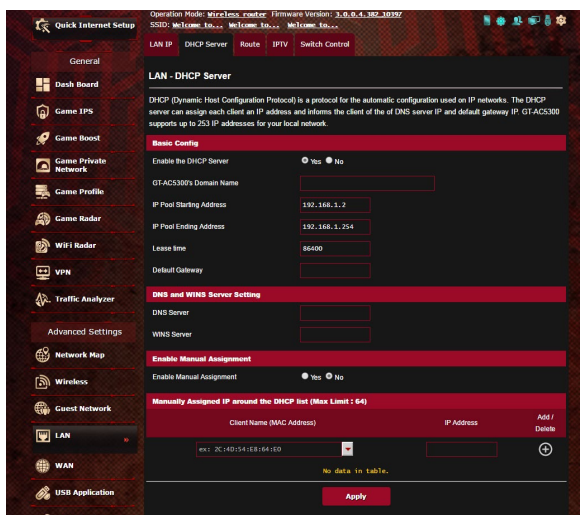 Quick Internet Setup
Operation Mode: Wireless router Firmware Version: 3.0.0.4.382_10397
SSID: Welcome to... Welcome to... Welcome to...
LAN IP DHCP Server Route IPTV Switch Control
General
Dash Board
Game IPS
Game Boost
Game Private
Network
Game Profile
Game Radar
WiFi Radar
VPN
Traffic Analyzer
Advanced Settings
Network Map
Wireless
Guest Network
LAN
WAN
USB Application
LAN - DHCP Server
DHCP (Dynamic Host Configuration Protocol) is a protocol for the automatic configuration used on IP networks. The DHCP
server can assign each client an IP address and informs the client of the of DNS server IP and default gateway IP. GT-AC5300
supports up to 253 IP addresses for your local network.
Basic Config
Enable the DHCP Server Yes No
GT-AC5300's Domain Name
IP Pool Starting Address 192.168.1.2
IP Pool Ending Address 192.168.1.254
Lease time 86400
Default Gateway
DNS and WINS Server Setting
DNS Server
WINS Server
Enable Manual Assignment
Enable Manual Assignment Yes No
Manually Assigned IP around the DHCP list (Max Limit : 64)
Client Name (MAC Address) IP Address Add /
Delete
ex: 2C:4D:54:E8:64:E0
No data in table.
Apply